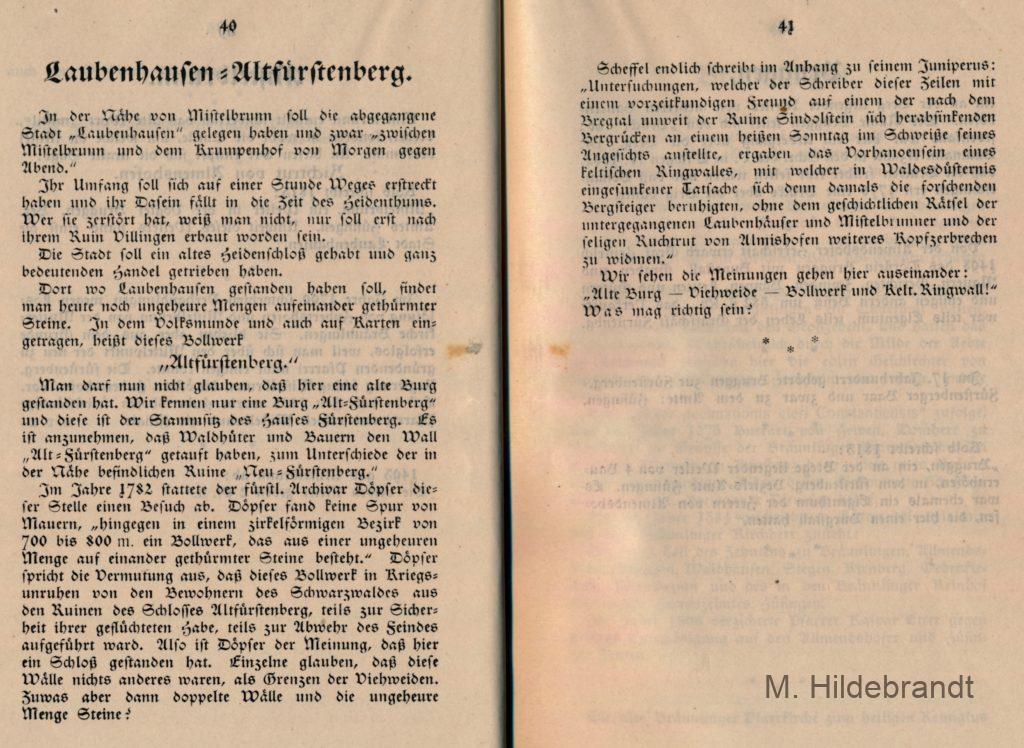 40
Laubenhausen-Altfürstenberg.
In der Nähe von Mistelbrunn soll die abgegangene
Stadt „Laubenhausen“ gelegen haben und zwar „zwischen
Mistelbrunn und dem Krumpenhof von Morgen gegen
Abend.“
Ihr Umfang soll sich auf einer Stunde Weges erstreckt
haben und ihr Dasein fällt in die Zeit des Heidenthums.
Wer sie zerstört hat, weiß man nicht, nur soll erst nach
ihrem Ruin Villingen erbaut worden sein.
Die Stadt soll ein altes Heidenschloß gehabt und ganz
bedeutenden Handel getrieben haben.
Dort wo Laubenhausen gestanden haben soll, findet
man heute noch ungeheure Mengen aufeinander gethürmter
Steine. In dem Volksmunde und auch auf Karten ein-
getragen, heißt dieses Bollwerk
„Altfürstenberg.“
Man darf nun nicht glauben, daß hier eine alte Burg
gestanden hat. Wir kennen nur eine Burg „Alt-Fürstenberg“
und diese ist der Stammsitz des Hauses Fürstenberg. Es
ist anzunehmen, daß Waldhüter und Bauern den Wall
„Alt-Fürstenberg“ getauft haben, zum Unterschiede der in
der Nähe befindlichen Ruine „Neu-Fürstenberg.“
Im Jahre 1782 stattete der fürstl. Archivar Döpser die-
ser Stelle einen Besuch ab. Döpser fand keine Spur von
Mauern, „hingegen in einem zirkelförmigen Bezirk von
700 bis 800 m. ein Bollwerk, das aus einer ungeheuren
Menge auf einander gethürmter Steine besteht.“ Döpser
spricht die Vermutung aus, daß dieses Bollwerk in Kriegs-
unruhen von den Bewohnern des Schwarzwaldes aus
den Ruinen des Schlosses Altfürstenberg, teils zur Sicher-
heit ihrer geflüchteten Habe, teils zur Abwehr des Feindes
aufgeführt ward. Also ist Döpser der Meinung, daß hier
ein Schloß gestanden hat. Einzelne glauben, daß diese
Wälle nichts anderes waren, als Grenzen der Viehweiden.
Zuwas aber dann doppelte Wälle und die ungeheure
Menge Steine?
41
Scheffel endlich schreibt im Anhang zu seinem Juniperus:
„Untersuchungen, welcher der Schreiber dieser Zeilen mit
einem vorzeitkundigen Freund auf einem der nach dem
Bregtal unweit der Ruine Sindolstein sich herabsinkenden
Bergrücken an einem heißen Sonntag im Schweiße seines
Angesichts anstellte, ergaben das Vorhanoensein eines
keltischen Ringwalles, mit welcher in Waldesdüsternis
eingesunkener Tatsache sich denn damals die forschenden
Bergsteiger beruhigten, ohne dem geschichtlichen Rätsel der
untergegangenen Laubenhäuser und Mistelbrunner und der
seligen Ruchtrut von Almishofen weiteres Kopfzerbrechen
zu widmen.“
Wir sehen die Meinungen gehen hier auseinander:
„Alte Burg — Viehweide — Bollwerk und Kelt. Ringwall!“
Was mag richtig sein?
* * *
M. Hildebrandt